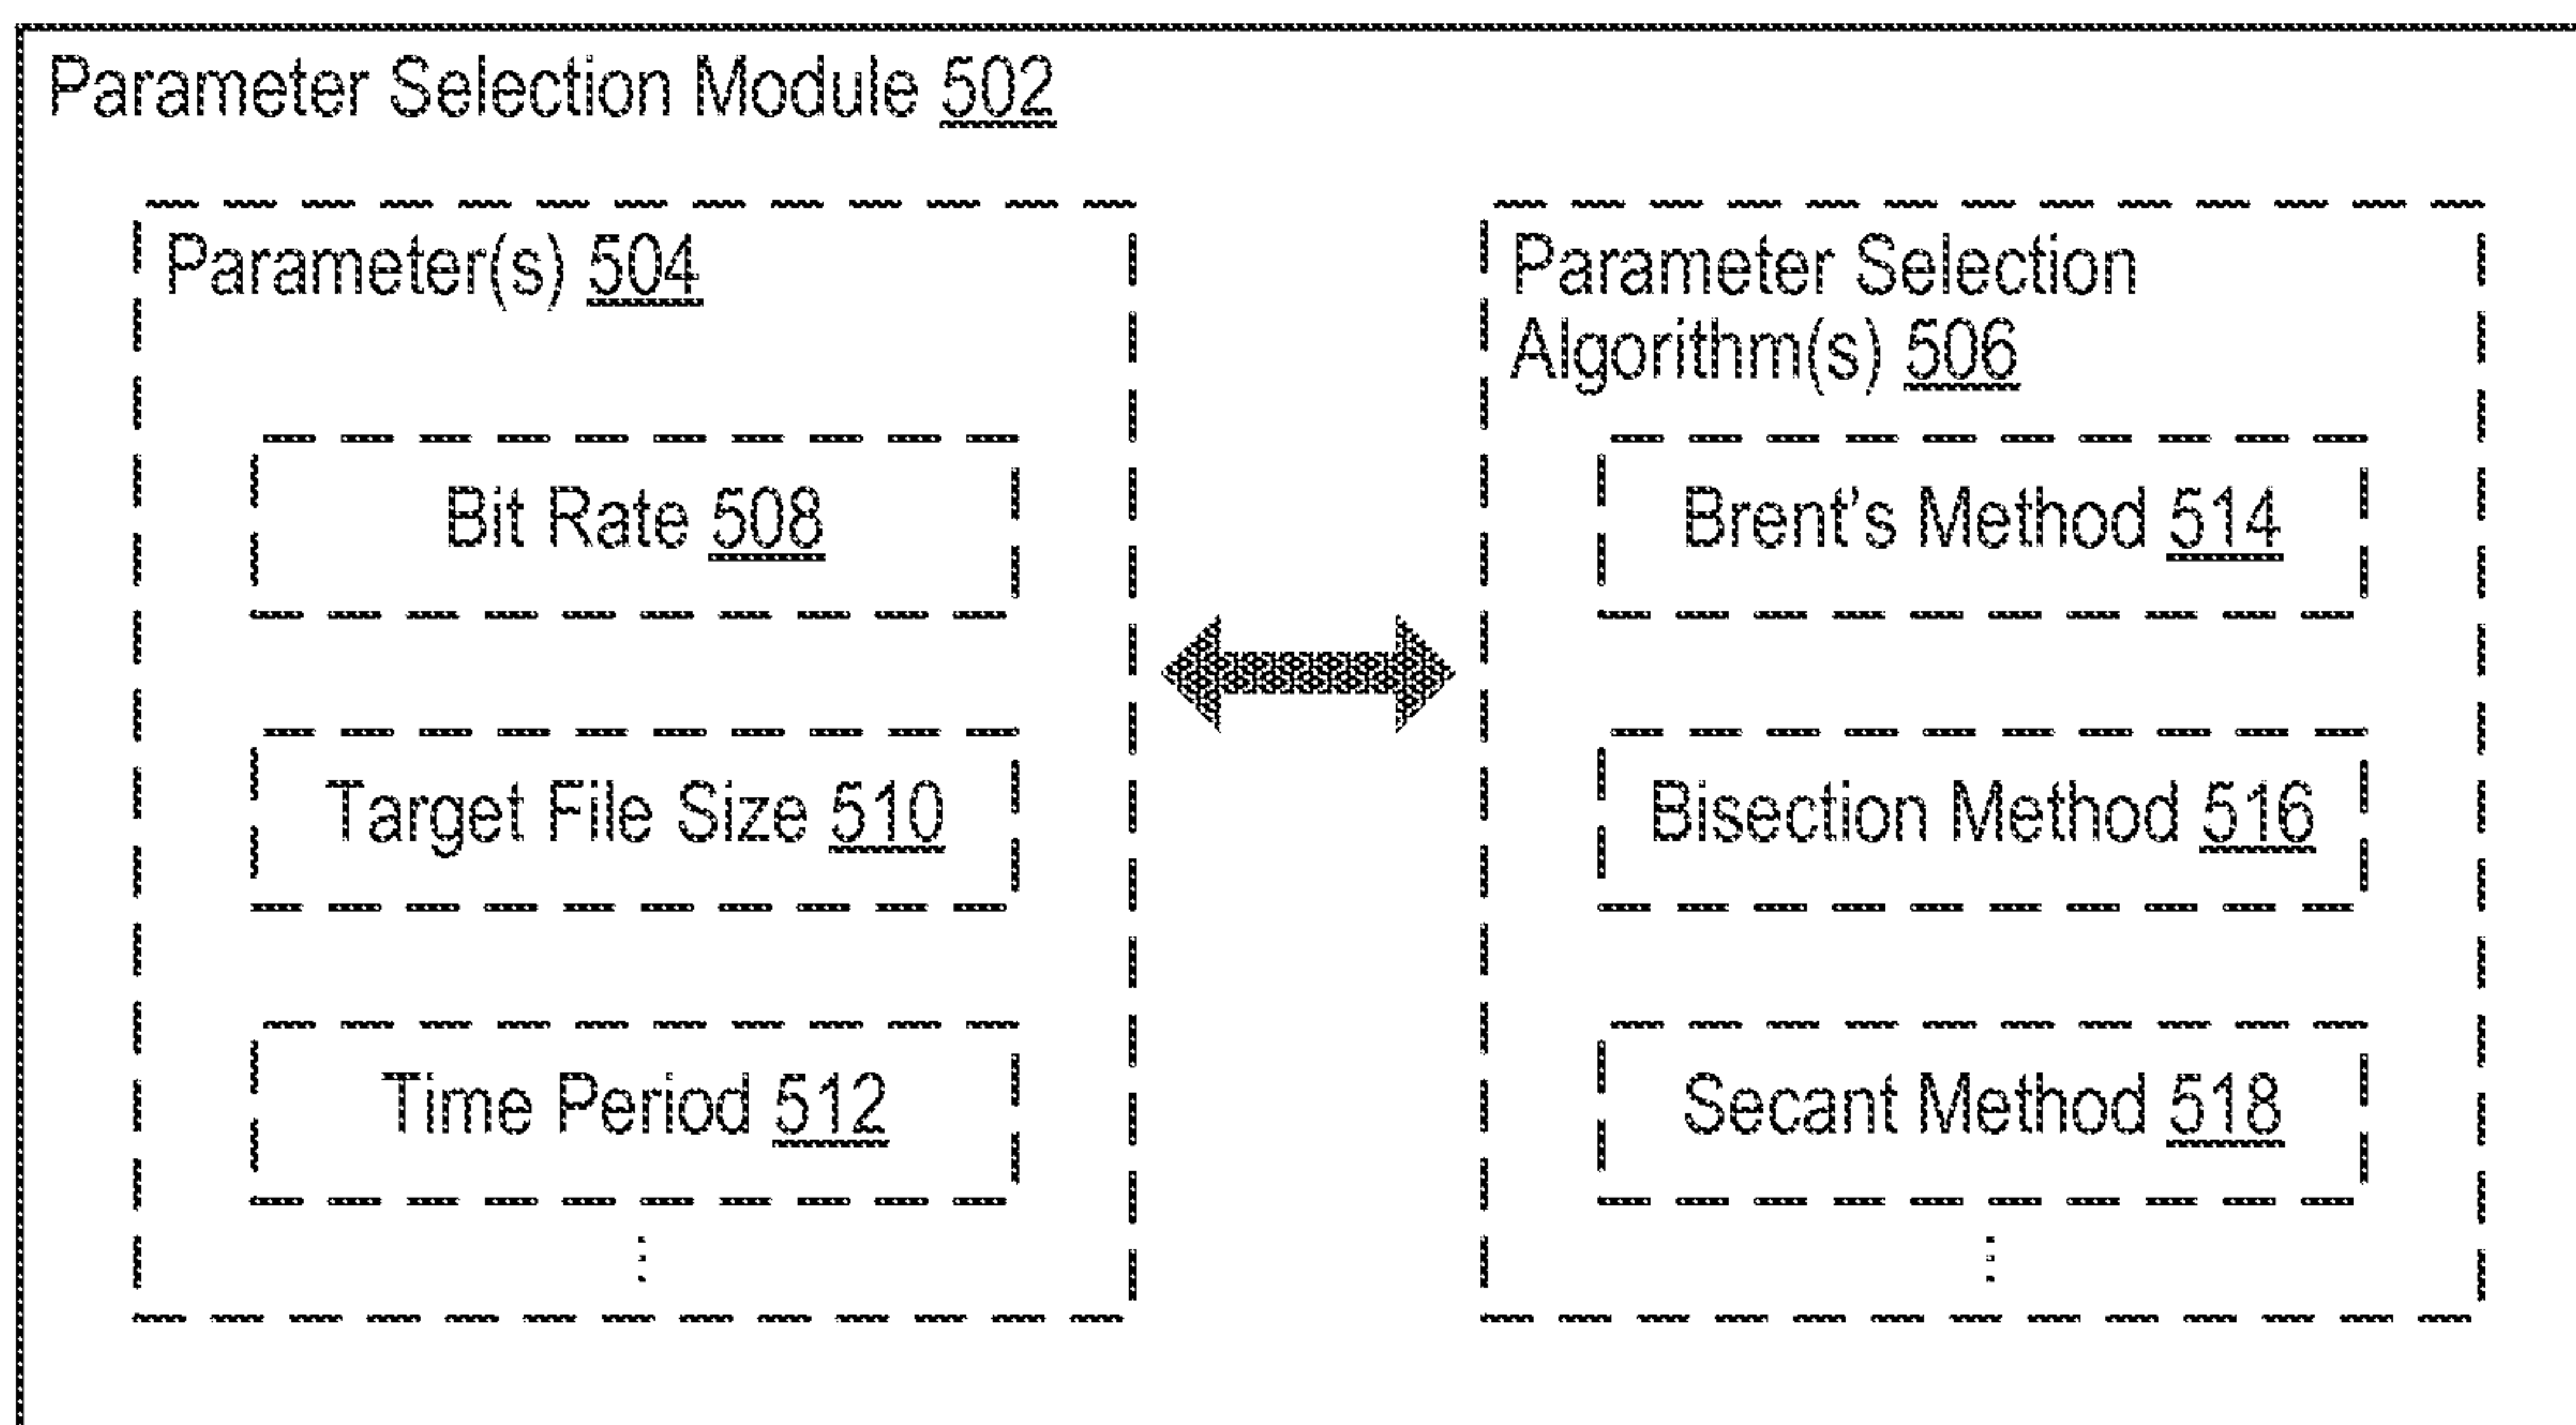 Parameter Selection Module 502
Parameter(s) 504
Bit Rate 508
Target File Size 510
Time Period 512
Parameter Selection
Algorithm(s) 506
Brent's Method 514
Bisection Method 516
Secant Method 518